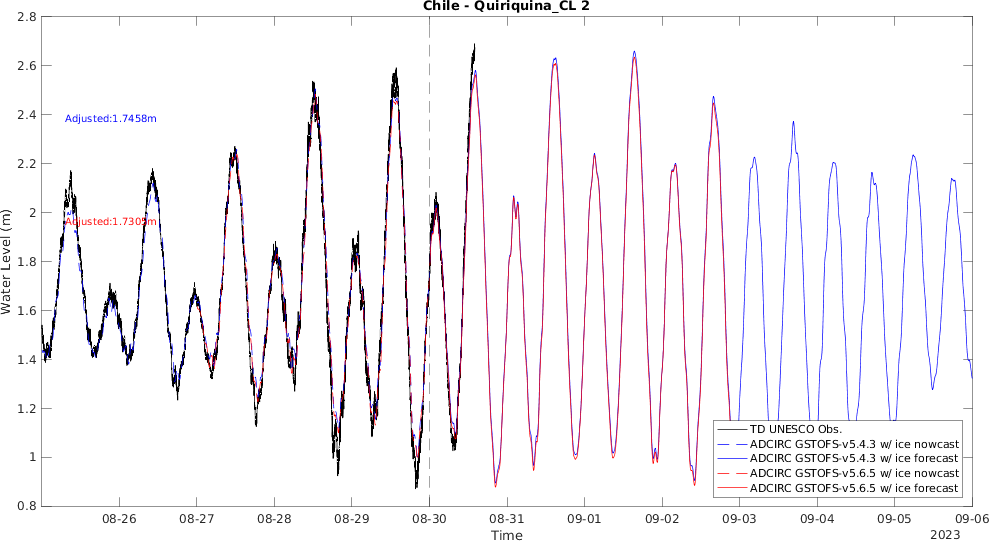 Chile - Quiriquina_CL 2
2.8
2.6
2.4
2.2
2
1.8
1.6
1.4
1.2
1
0.8
Water Level (m)
Adjusted:1.7458m
Adjusted:1.7305m
TD UNESCO Obs.
ADCIRC GSTOFS-v5.4.3 w/ ice nowcast
ADCIRC GSTOFS-v5.4.3 w/ ice forecast
ADCIRC GSTOFS-v5.6.5 w/ ice nowcast
ADCIRC GSTOFS-v5.6.5 w/ ice forecast
08-26 08-27 08-28 08-29 08-30 08-31 09-01 09-02 09-03 09-04 09-05 09-06
Time
2023